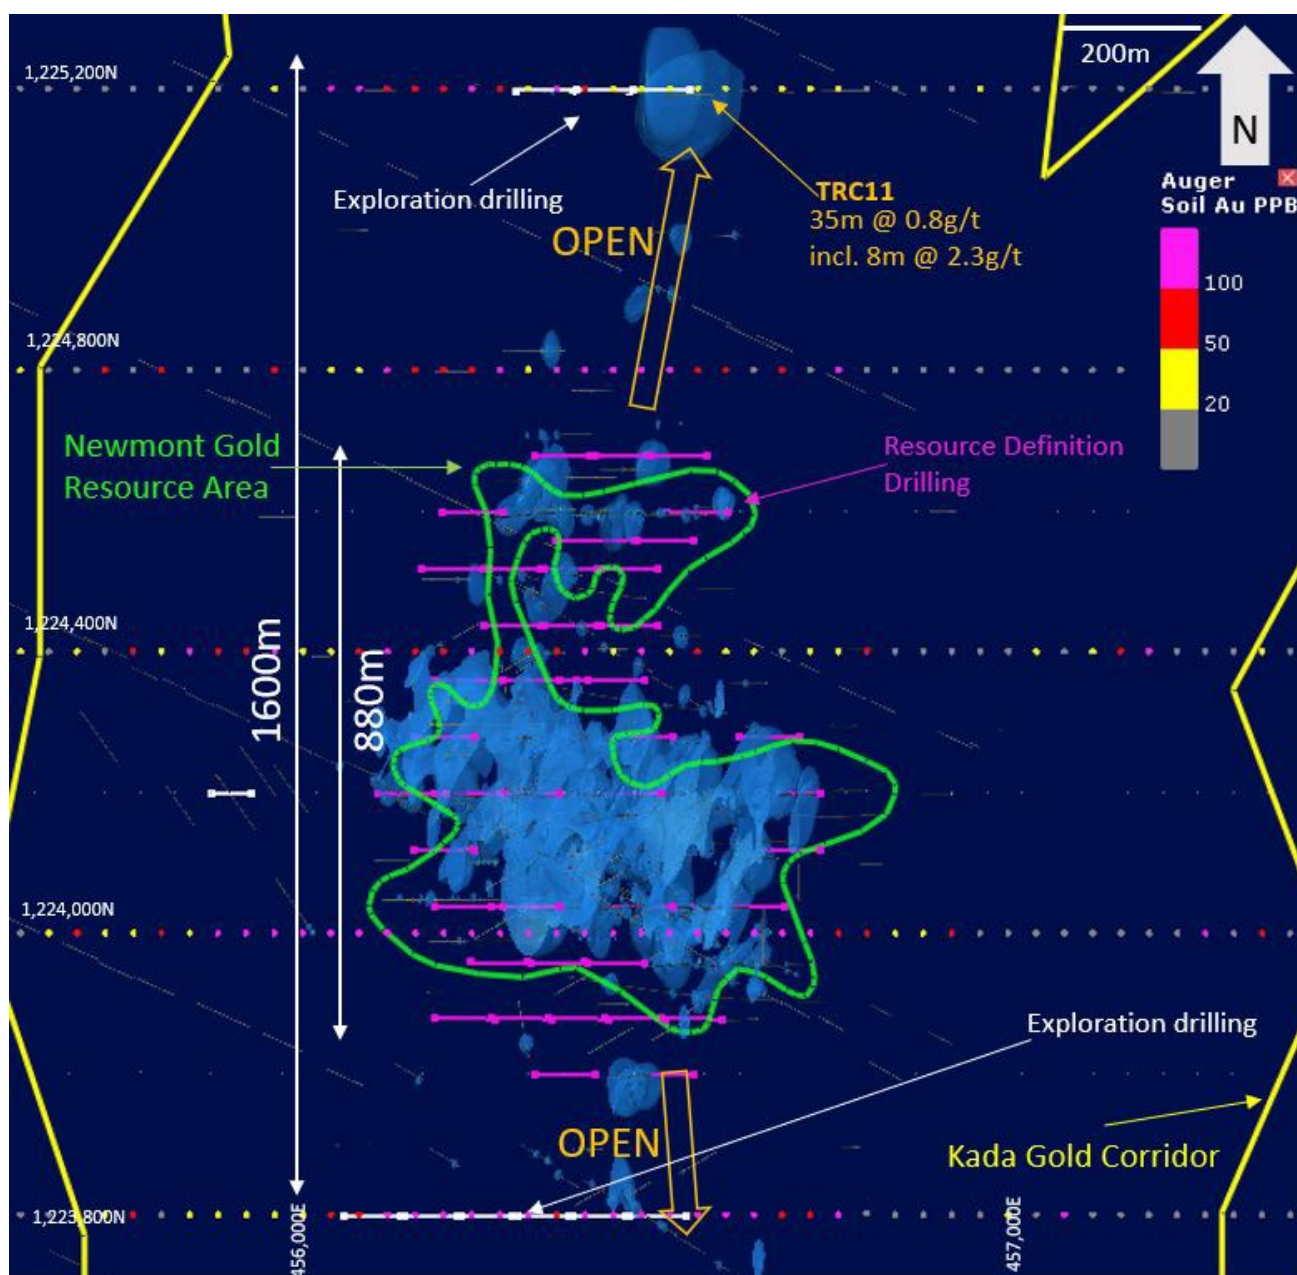 1,225,200N
200m
N
Exploration drilling
OPEN
TRC11
35m @ 0.8g/t
incl. 8m @ 2.3g/t
Auger
Soil Au PPB
100
50
20
1,224,800N
Newmont Gold
Resource Area
Resource Definition
Drilling
1,224,400N
1600m
880m
1,224,000N
Exploration drilling
OPEN
Kada Gold Corridor
1,223,800N
456,000E
457,000E